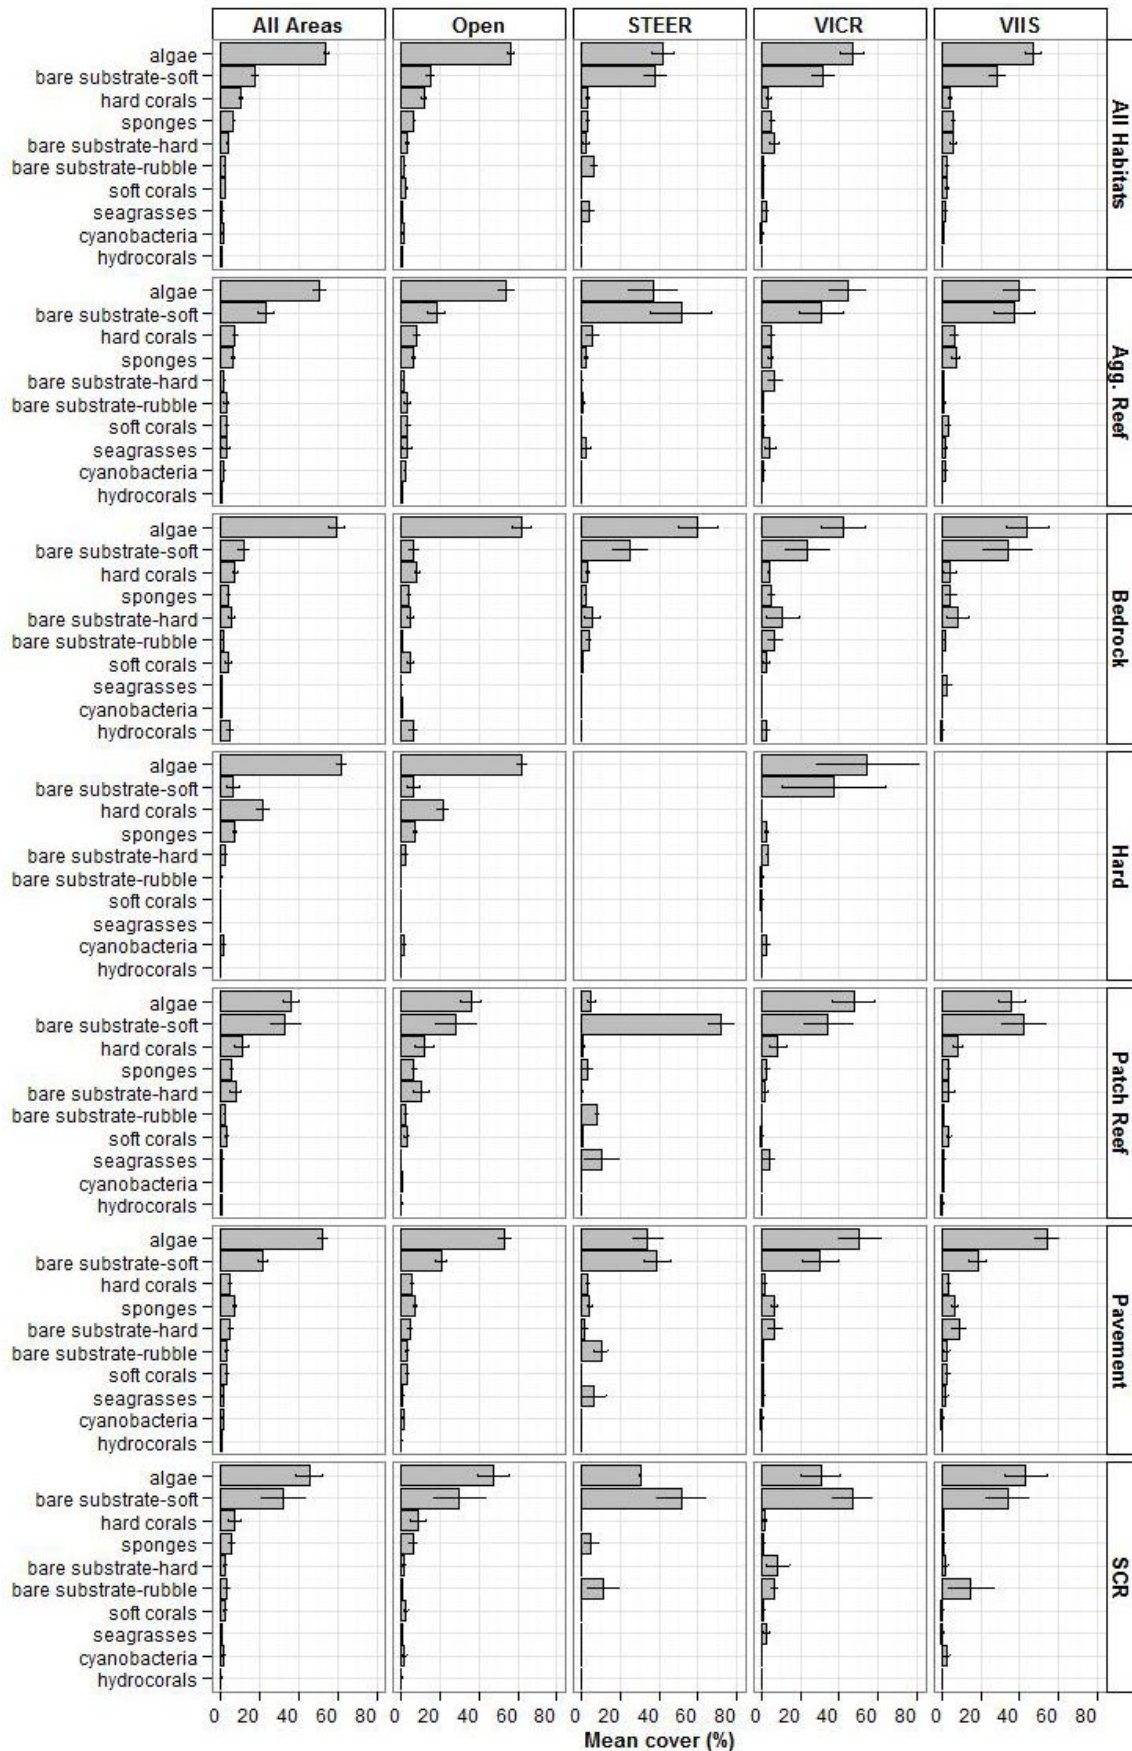 All Areas Open STEER VICR VIIS
algae
bare substrate-soft
hard corals
sponges
bare substrate-hard
bare substrate-rubble
soft corals
seagrasses
cyanobacteria
hydrocorals
All Habitats
algae
bare substrate-soft
hard corals
sponges
bare substrate-hard
bare substrate-rubble
soft corals
seagrasses
cyanobacteria
hydrocorals
Agg. Reef
algae
bare substrate-soft
hard corals
sponges
bare substrate-hard
bare substrate-rubble
soft corals
seagrasses
cyanobacteria
hydrocorals
Bedrock
algae
bare substrate-soft
hard corals
sponges
bare substrate-hard
bare substrate-rubble
soft corals
seagrasses
cyanobacteria
hydrocorals
Hard
algae
bare substrate-soft
hard corals
sponges
bare substrate-hard
bare substrate-rubble
soft corals
seagrasses
cyanobacteria
hydrocorals
Patch Reef
algae
bare substrate-soft
hard corals
sponges
bare substrate-hard
bare substrate-rubble
soft corals
seagrasses
cyanobacteria
hydrocorals
Pavement
algae
bare substrate-soft
hard corals
sponges
bare substrate-hard
bare substrate-rubble
soft corals
seagrasses
cyanobacteria
hydrocorals
SCR
0 20 40 60 80 0 20 40 60 80 0 20 40 60 80 0 20 40 60 80 0 20 40 60 80
Mean cover (%)